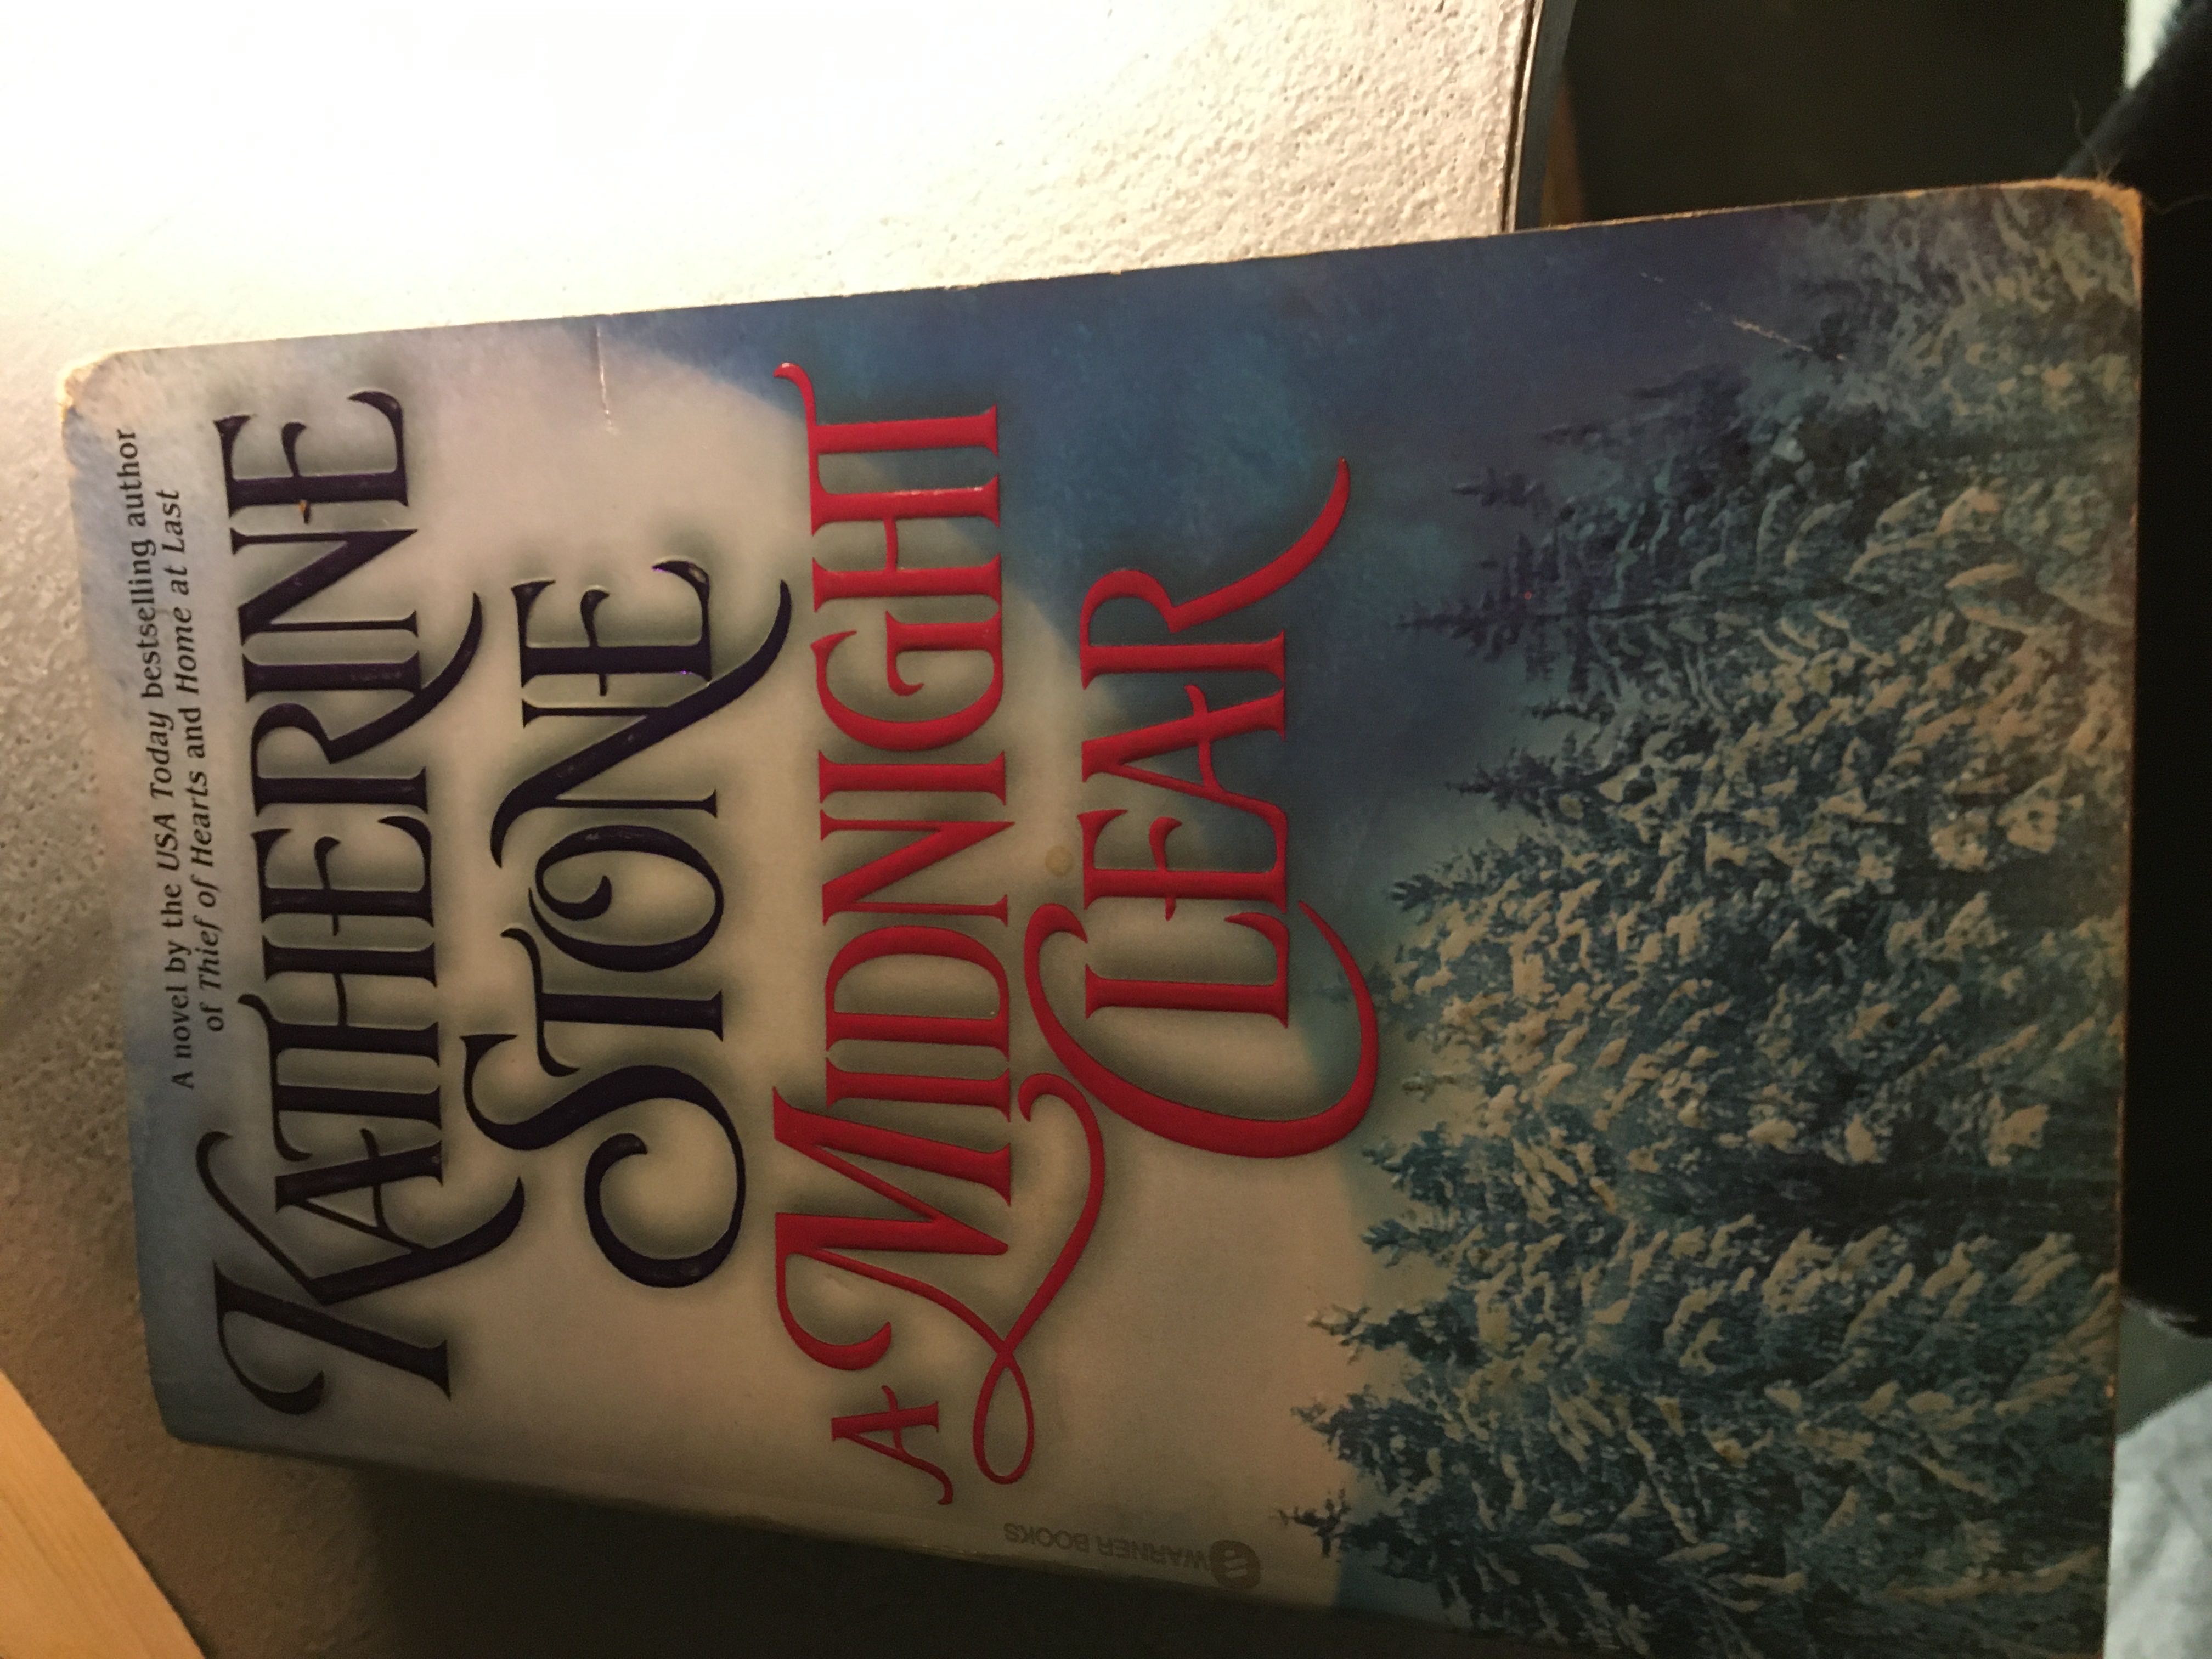 A novel by the USA Today bestselling author
of Thief of Hearts and Home at Last
KATHERINE
STONE
A MIDNIGHT
CLEAR
WARNER BOOKS